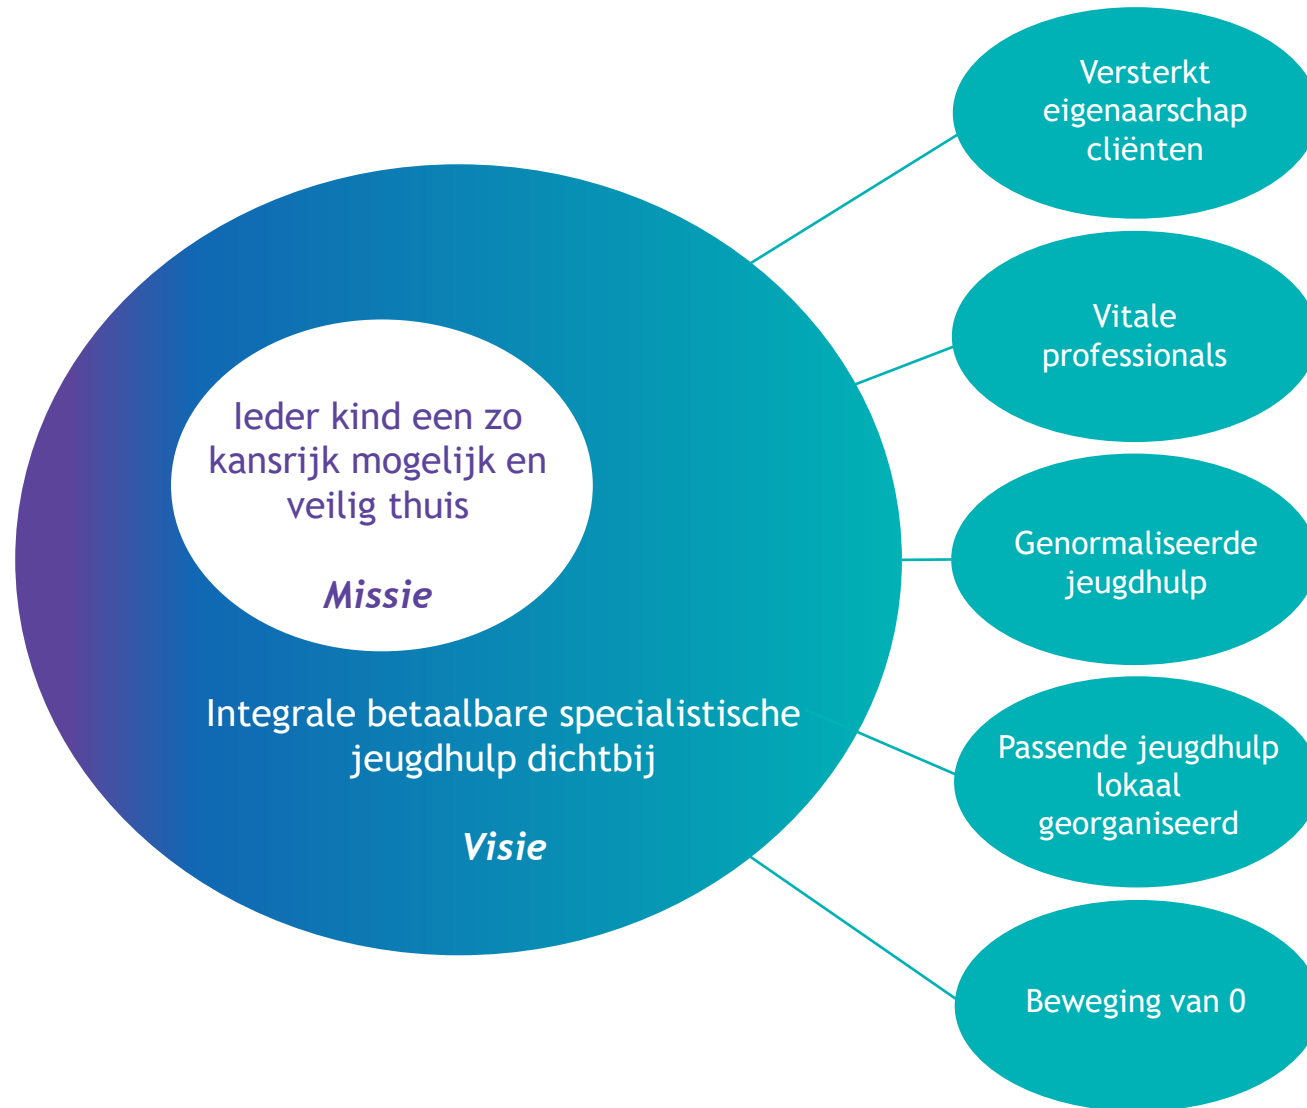 Versterkt
eigenaarschap
cliënten
Vitale
professionals
Ieder kind een zo
kansrijk mogelijk en
veilig thuis
Missie
Genormaliseerde
jeugdhulp
Integrale betaalbare specialistische
jeugdhulp dichtbij
Visie
Passende jeugdhulp
lokaal
georganiseerd
Beweging van 0